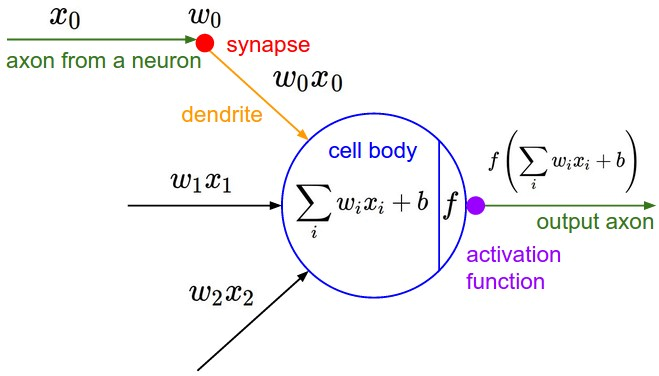 x₀
w₀
axon from a neuron
synapse
w₀x₀
dendrite
cell body
f(∑ᵢ wᵢxᵢ + b)
w₁x₁
∑ᵢ wᵢxᵢ + b
f
output axon
activation
function
w₂x₂